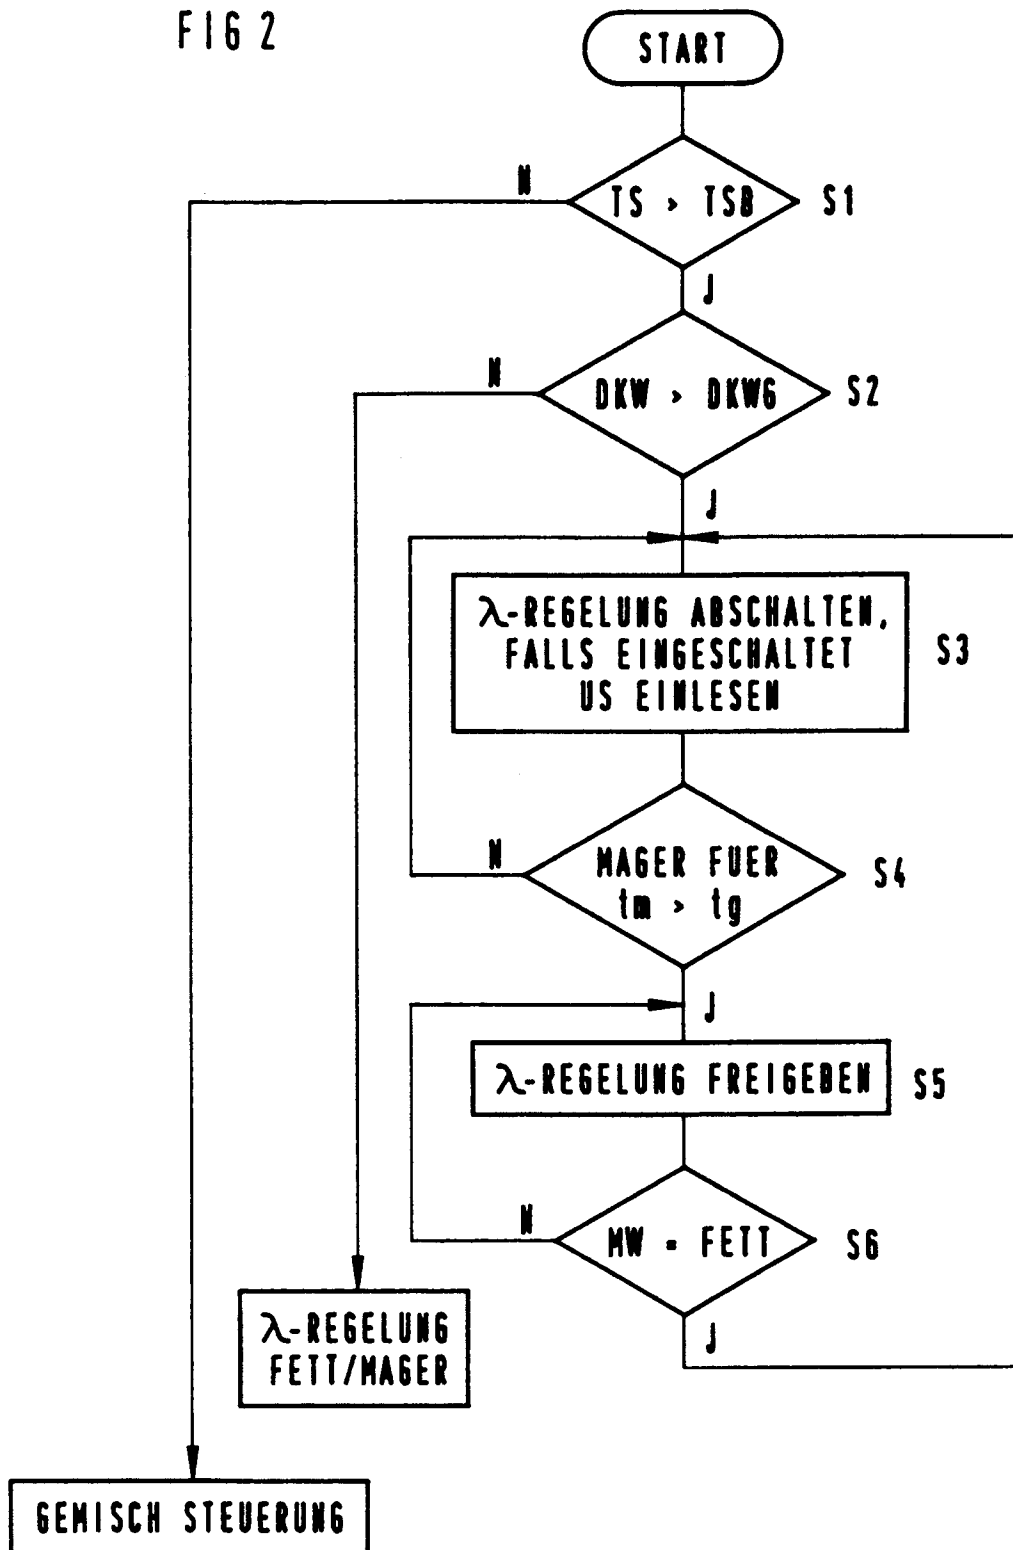 FIG 2
START
N
TS > TSB
S1
J
N
DKW > DKWG
S2
J
λ-REGELUNG ABSCHALTEN,
FALLS EINGESCHALTET
US EINLESEN
S3
N
MAGER FUER
tm > tg
S4
J
λ-REGELUNG FREIGEBEN
S5
N
MW = FETT
S6
J
λ-REGELUNG
FETT/MAGER
GEMISCH STEUERUNG